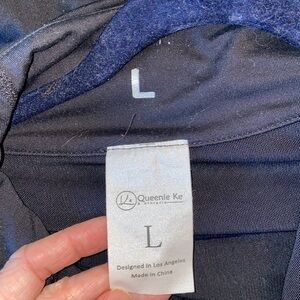 L
Queenie Ke
L
Designed In Los Angeles
Made In China